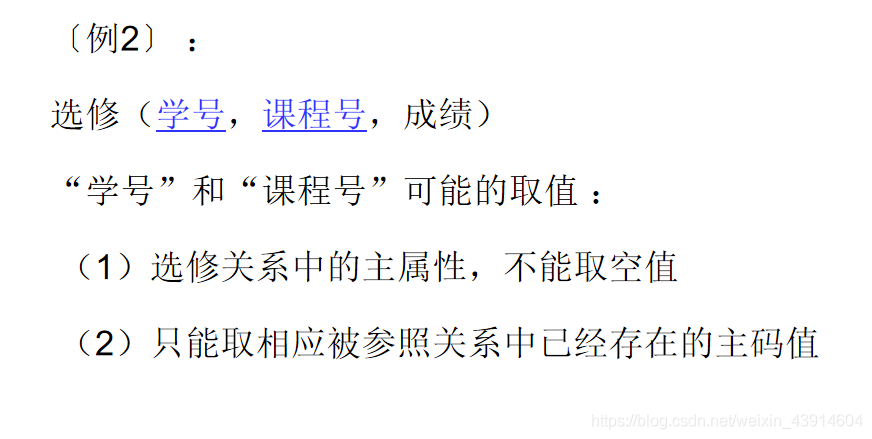 〔例2〕：
选修（学号，课程号，成绩）
“学号”和“课程号”可能的取值：
（1）选修关系中的主属性，不能取空值
（2）只能取相应被参照关系中已经存在的主码值
https://blog.csdn.net/weixin_43914604